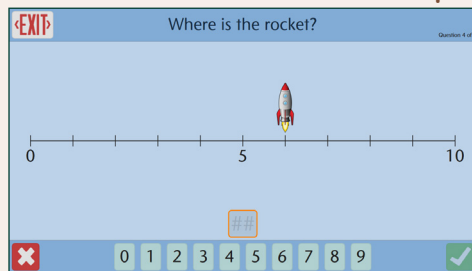 ‹EXIT›
Where is the rocket?
Question 4 of
0 5 10
##
0 1 2 3 4 5 6 7 8 9